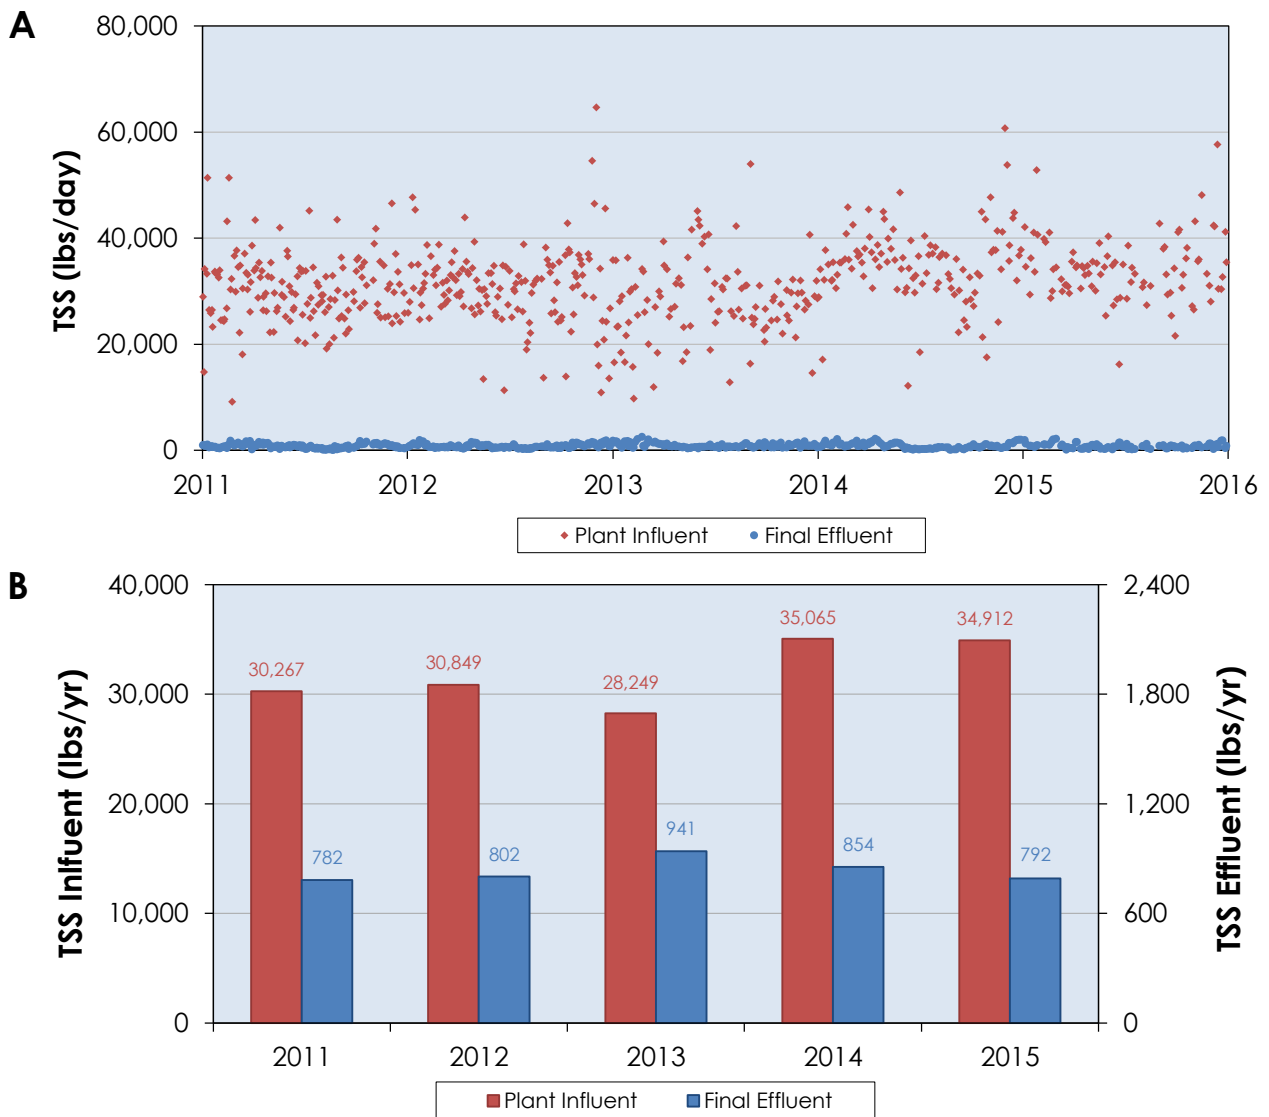 A
80,000
60,000
40,000
20,000
0
TSS (lbs/day)
2011 2012 2013 2014 2015 2016
Plant Influent Final Effluent
B
40,000
30,000
20,000
10,000
0
TSS Inlfuent (lbs/yr)
2,400
1,800
1,200
600
0
TSS Effluent (lbs/yr)
30,267
782
30,849
802
28,249
941
35,065
854
34,912
792
2011 2012 2013 2014 2015
Plant Influent Final Effluent